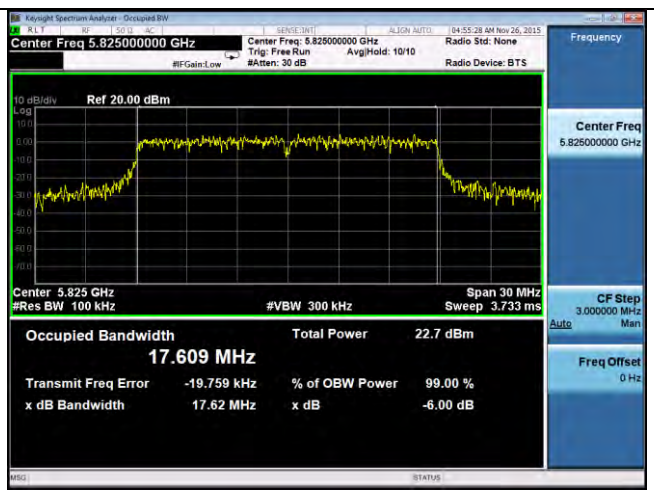 Keysight Spectrum Analyzer - Occupied BW
RLT RF 50 Ω AC SENSE:INT ALIGN AUTO 04:55:28 AM Nov 26, 2015
Center Freq 5.825000000 GHz
Center Freq: 5.825000000 GHz
Radio Std: None
Trig: Free Run Avg|Hold: 10/10
#IFGain:Low #Atten: 30 dB Radio Device: BTS
Frequency
10 dB/div Ref 20.00 dBm
Log
10.0
0.00
-10.0
-20.0
-30.0
-40.0
-50.0
-60.0
-70.0
Center 5.825 GHz Span 30 MHz
#Res BW 100 kHz #VBW 300 kHz Sweep 3.733 ms
Center Freq
5.825000000 GHz
CF Step
3.000000 MHz
Auto Man
Freq Offset
0 Hz
Occupied Bandwidth Total Power 22.7 dBm
17.609 MHz
Transmit Freq Error -19.759 kHz % of OBW Power 99.00 %
x dB Bandwidth 17.62 MHz x dB -6.00 dB
MSG STATUS